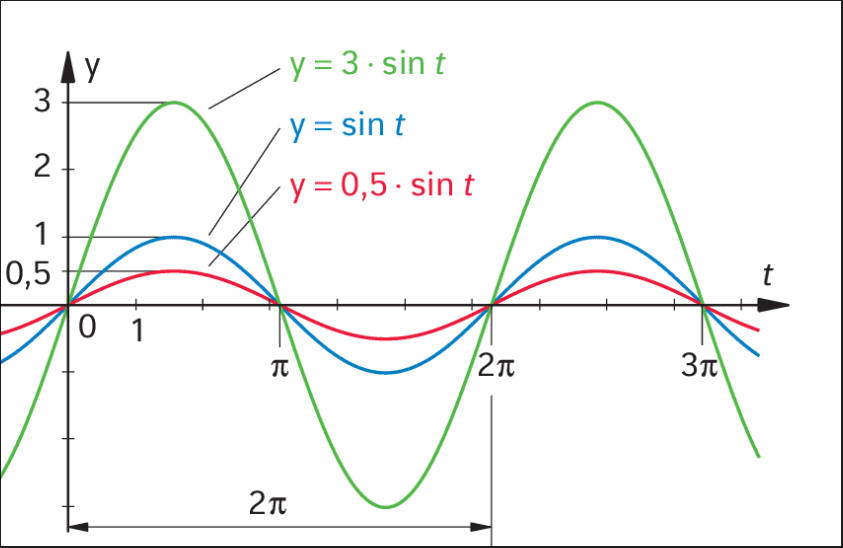 y
y = 3 · sin t
3
y = sin t
2
y = 0,5 · sin t
1
0,5
t
0
1
π
2π
3π
2π